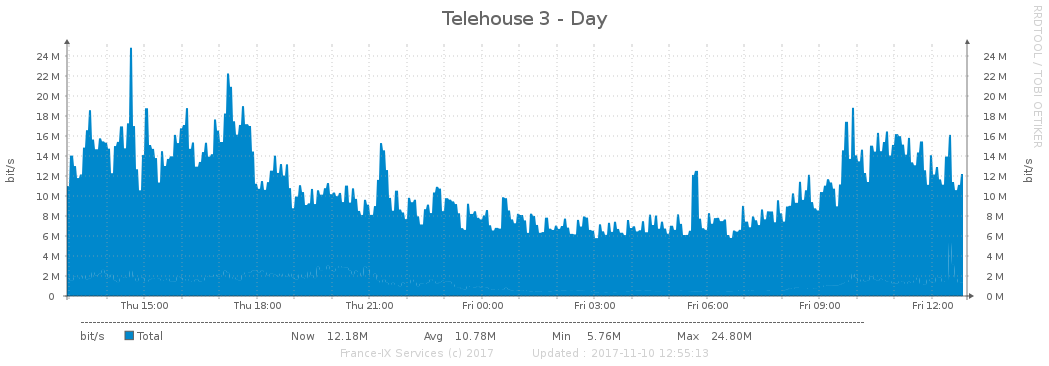 Telehouse 3 - Day
RRDTOOL / TOBI OETIKER
bit/s
24 M 24 M
22 M 22 M
20 M 20 M
18 M 18 M
16 M 16 M
14 M 14 M
12 M 12 M
10 M 10 M
8 M 8 M
6 M 6 M
4 M 4 M
2 M 2 M
0 0 M
bit/s
Thu 15:00 Thu 18:00 Thu 21:00 Fri 00:00 Fri 03:00 Fri 06:00 Fri 09:00 Fri 12:00
bit/s Total Now 12.18M Avg 10.78M Min 5.76M Max 24.80M
France-IX Services (c) 2017 Updated : 2017-11-10 12:55:13